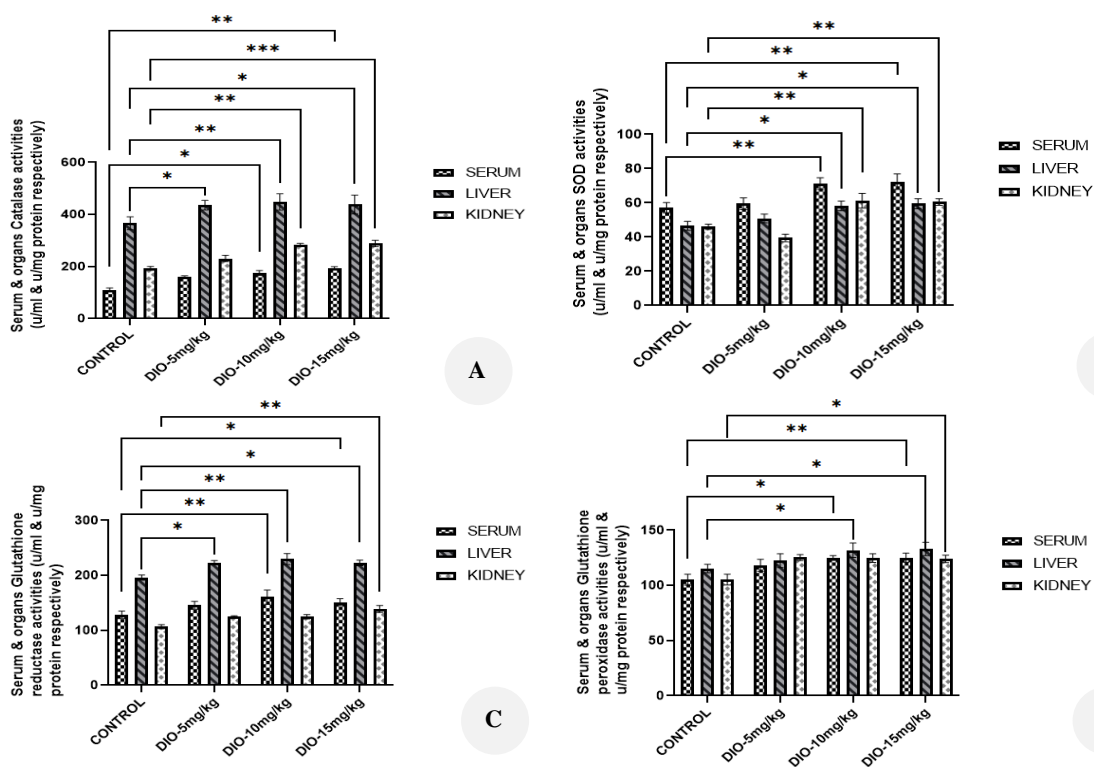 Serum & organs Catalase activities
(u/ml & u/mg protein respectively)
600
400
200
0
**
***
*
**
**
*
*
CONTROL
DIO-5mg/kg
DIO-10mg/kg
DIO-15mg/kg
SERUM
LIVER
KIDNEY
A
Serum & organs SOD activities
(u/ml & u/mg protein respectively)
100
80
60
40
20
0
**
**
*
**
*
**
CONTROL
DIO-5mg/kg
DIO-10mg/kg
DIO-15mg/kg
SERUM
LIVER
KIDNEY
Serum & organs Glutathione
reductase activities (u/ml & u/mg
protein respectively)
300
200
100
0
**
*
*
**
**
*
CONTROL
DIO-5mg/kg
DIO-10mg/kg
DIO-15mg/kg
SERUM
LIVER
KIDNEY
C
Serum & organs Glutathione
peroxidase activities (u/ml &
u/mg protein respectively)
150
100
50
0
*
**
*
*
*
CONTROL
DIO-5mg/kg
DIO-10mg/kg
DIO-15mg/kg
SERUM
LIVER
KIDNEY